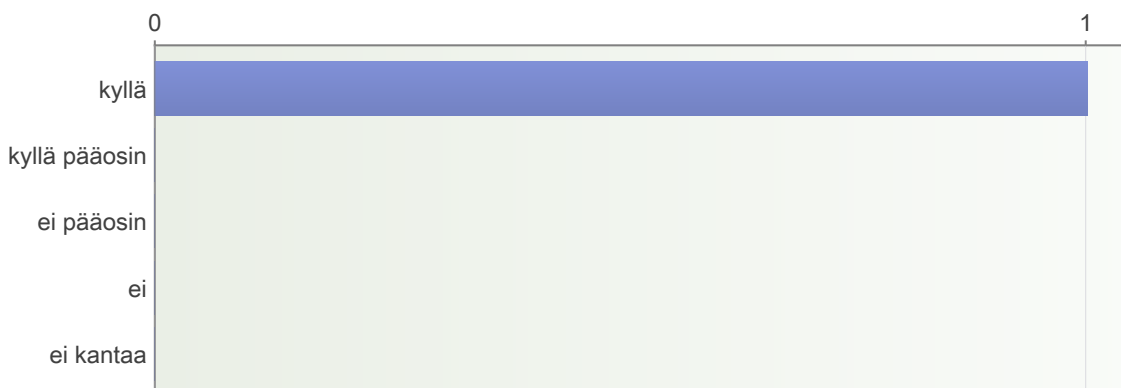 0 1
kyllä
kyllä pääosin
ei pääosin
ei
ei kantaa